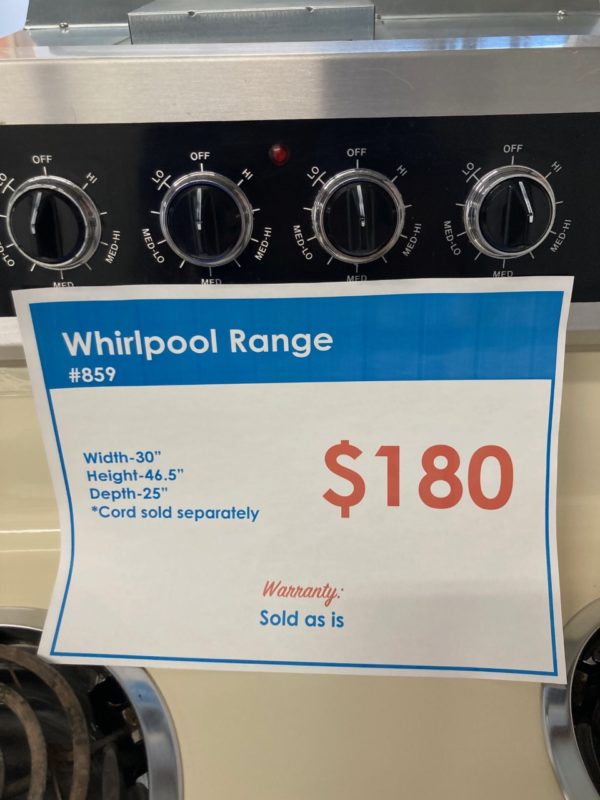 OFF OFF OFF OFF
HI LO HI LO HI LO HI
MED-HI MED-LO MED-HI MED-LO MED-HI MED-LO MED-HI
MED MED MED MED
Whirlpool Range
#859
Width-30"
Height-46.5"
Depth-25"
*Cord sold separately
$180
Warranty:
Sold as is